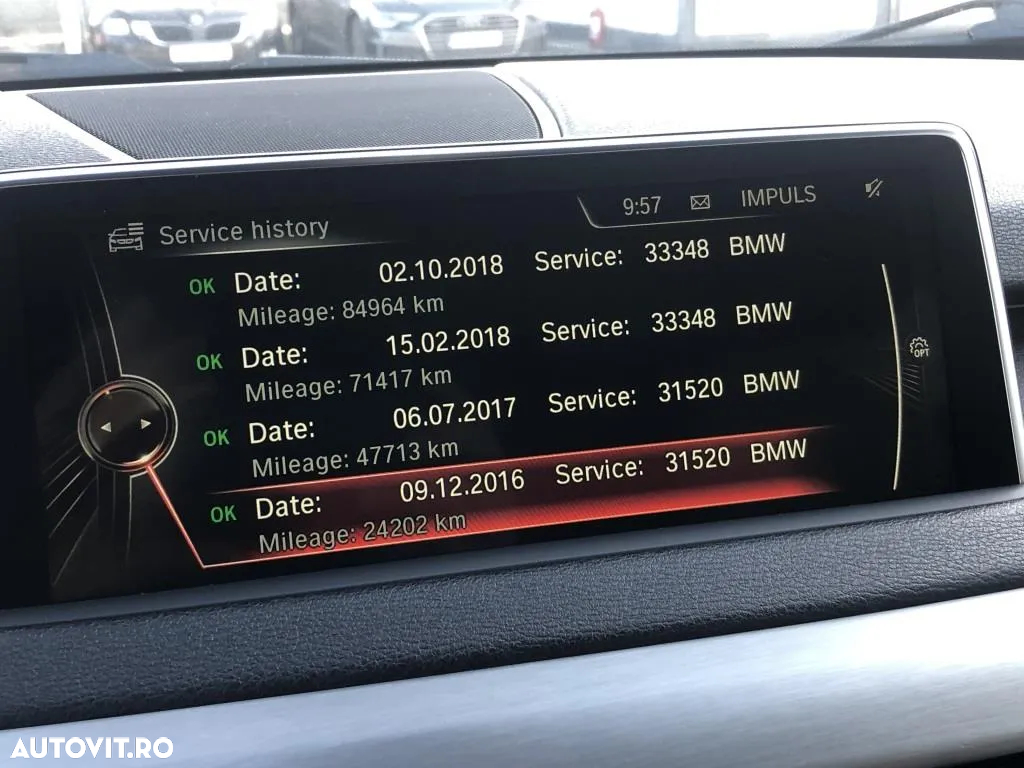 Service history
9:57 IMPULS
OK Date: 02.10.2018 Service: 33348 BMW
Mileage: 84964 km
OK Date: 15.02.2018 Service: 33348 BMW
Mileage: 71417 km
OK Date: 06.07.2017 Service: 31520 BMW
Mileage: 47713 km
OK Date: 09.12.2016 Service: 31520 BMW
Mileage: 24202 km
OPT
AUTOVIT.RO